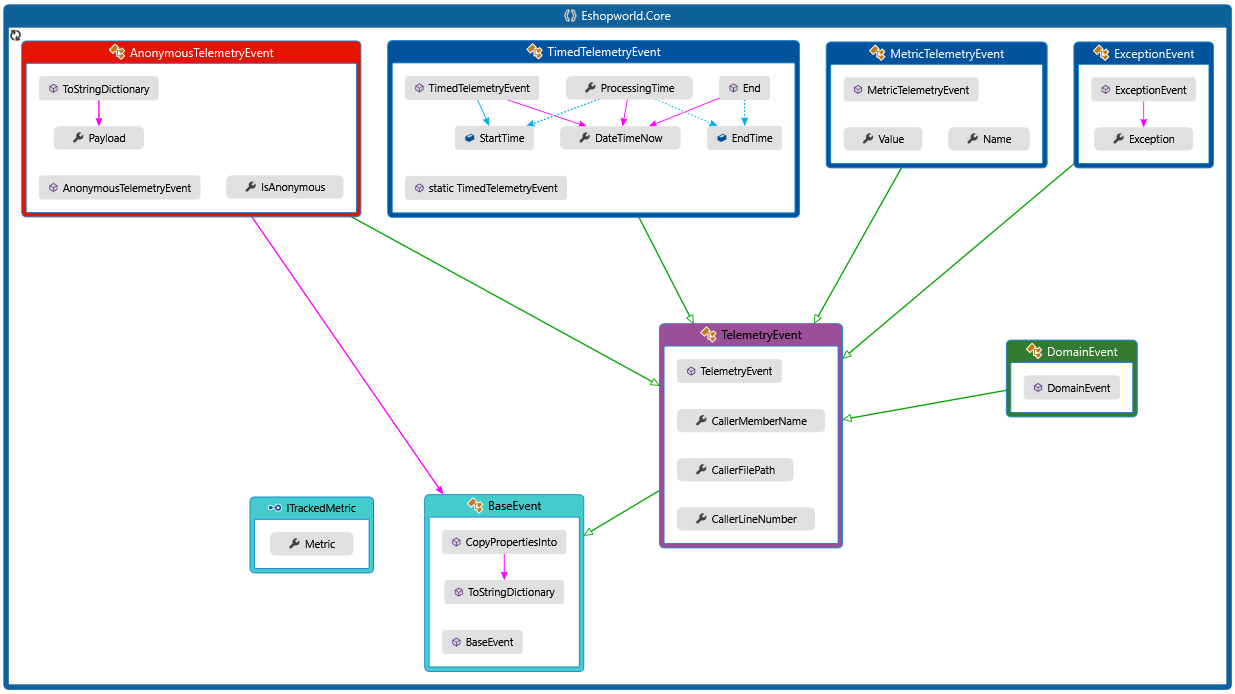 Eshopworld.Core
AnonymousTelemetryEvent
ToStringDictionary
Payload
AnonymousTelemetryEvent
IsAnonymous
TimedTelemetryEvent
TimedTelemetryEvent
ProcessingTime
End
StartTime
DateTimeNow
EndTime
static TimedTelemetryEvent
MetricTelemetryEvent
MetricTelemetryEvent
Value
Name
ExceptionEvent
ExceptionEvent
Exception
TelemetryEvent
TelemetryEvent
CallerMemberName
CallerFilePath
CallerLineNumber
DomainEvent
DomainEvent
ITrackedMetric
Metric
BaseEvent
CopyPropertiesInto
ToStringDictionary
BaseEvent